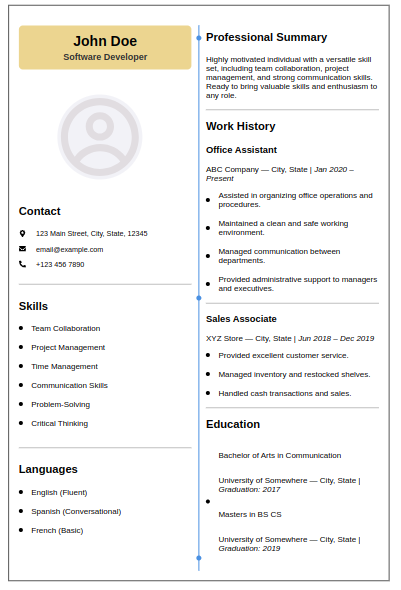 John Doe
Software Developer
Contact
123 Main Street, City, State, 12345
email@example.com
+123 456 7890
Skills
Team Collaboration
Project Management
Time Management
Communication Skills
Problem-Solving
Critical Thinking
Languages
English (Fluent)
Spanish (Conversational)
French (Basic)
Professional Summary
Highly motivated individual with a versatile skill
set, including team collaboration, project
management, and strong communication skills.
Ready to bring valuable skills and enthusiasm to
any role.
Work History
Office Assistant
ABC Company — City, State | Jan 2020 –
Present
Assisted in organizing office operations and
procedures.
Maintained a clean and safe working
environment.
Managed communication between
departments.
Provided administrative support to managers
and executives.
Sales Associate
XYZ Store — City, State | Jun 2018 – Dec 2019
Provided excellent customer service.
Managed inventory and restocked shelves.
Handled cash transactions and sales.
Education
Bachelor of Arts in Communication
University of Somewhere — City, State |
Graduation: 2017
Masters in BS CS
University of Somewhere — City, State |
Graduation: 2019